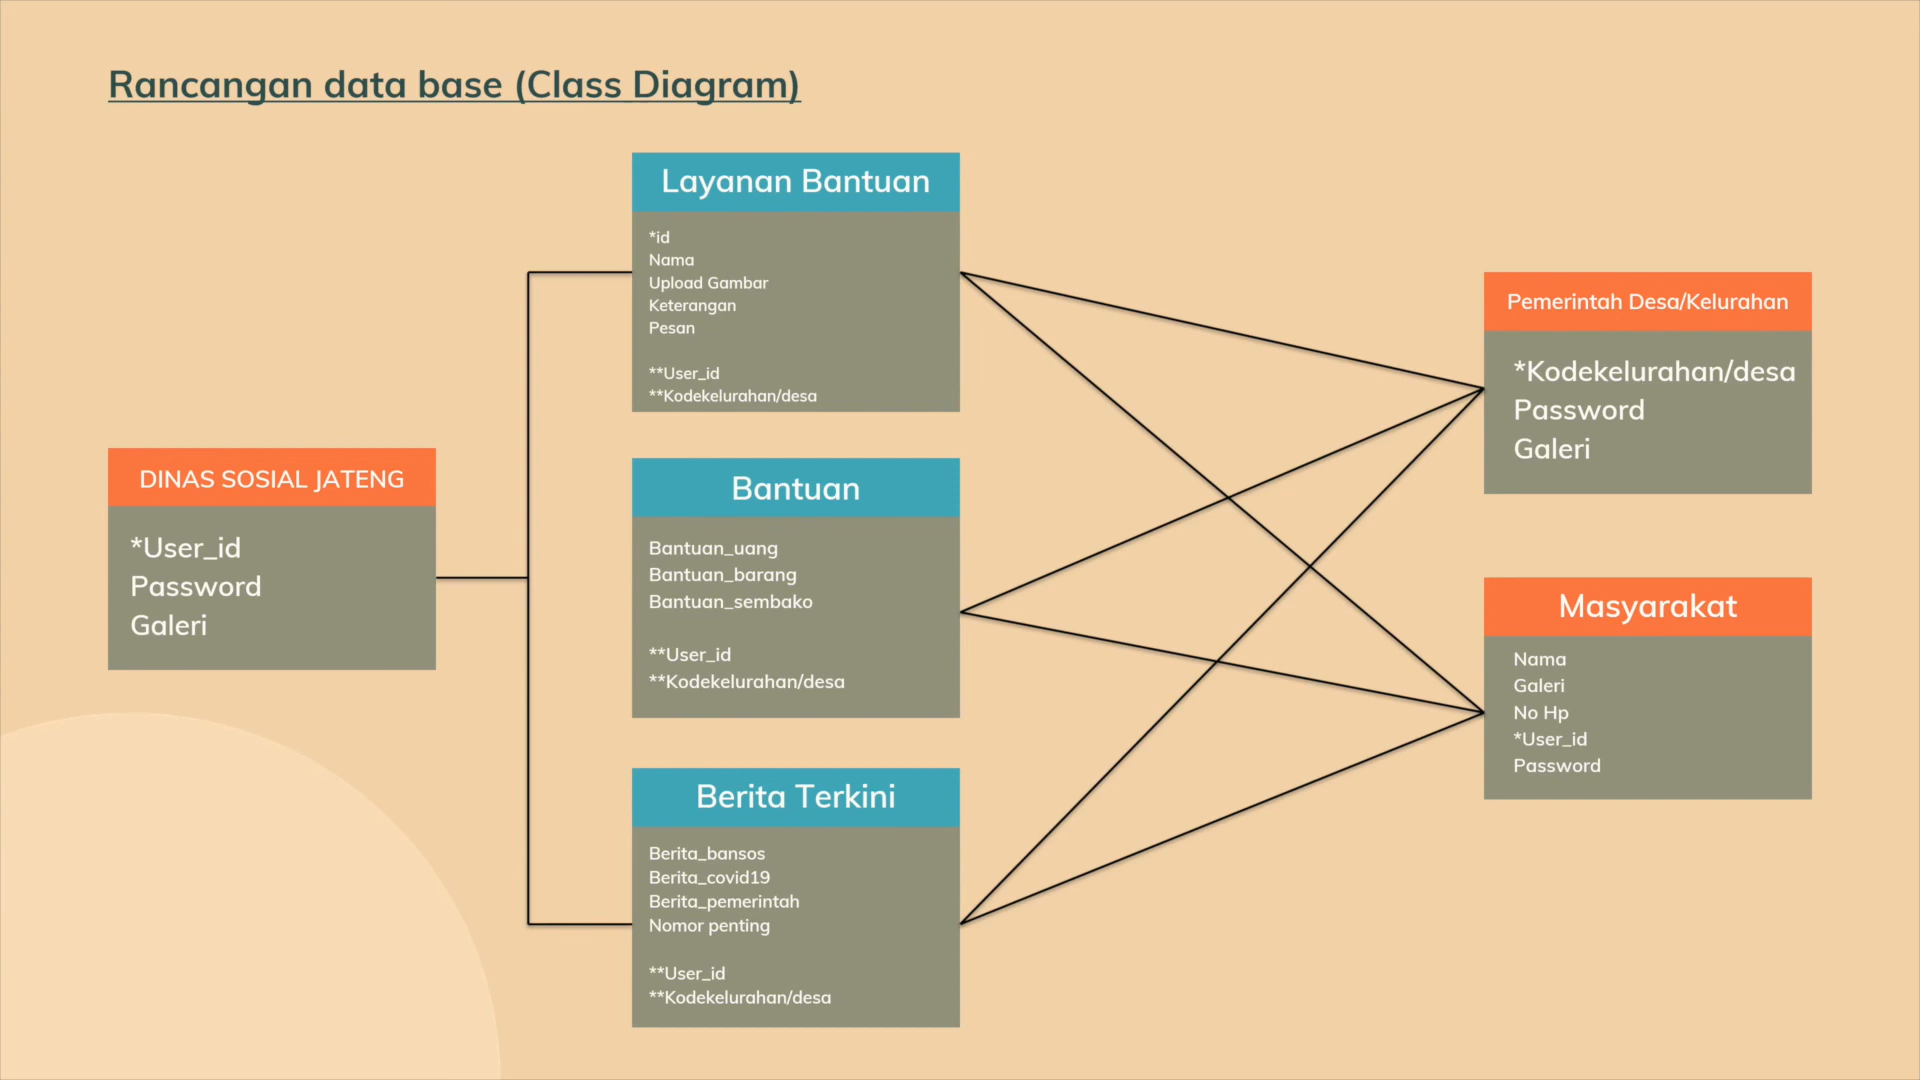 Rancangan data base (Class Diagram)
Layanan Bantuan
*id
Nama
Upload Gambar
Keterangan
Pesan
**User_id
**Kodekelurahan/desa
DINAS SOSIAL JATENG
*User_id
Password
Galeri
Bantuan
Bantuan_uang
Bantuan_barang
Bantuan_sembako
**User_id
**Kodekelurahan/desa
Berita Terkini
Berita_bansos
Berita_covid19
Berita_pemerintah
Nomor penting
**User_id
**Kodekelurahan/desa
Pemerintah Desa/Kelurahan
*Kodekelurahan/desa
Password
Galeri
Masyarakat
Nama
Galeri
No Hp
*User_id
Password